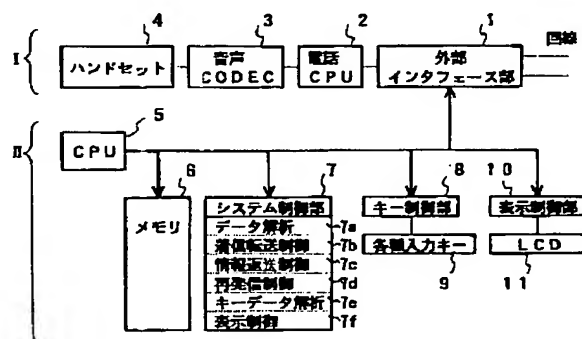 4 3 2 1
回線
I
ハンドセット
音声
CODEC
電話
CPU
外部
インタフェース部
II
5
CPU
6 7 8 10
メモリ
システム制御部
データ解析 7a
着信転送制御 7b
情報返送制御 7c
再発信制御 7d
キーデータ解析 7e
表示制御 7f
キー制御部
各種入力キー
9
表示制御部
LCD
11